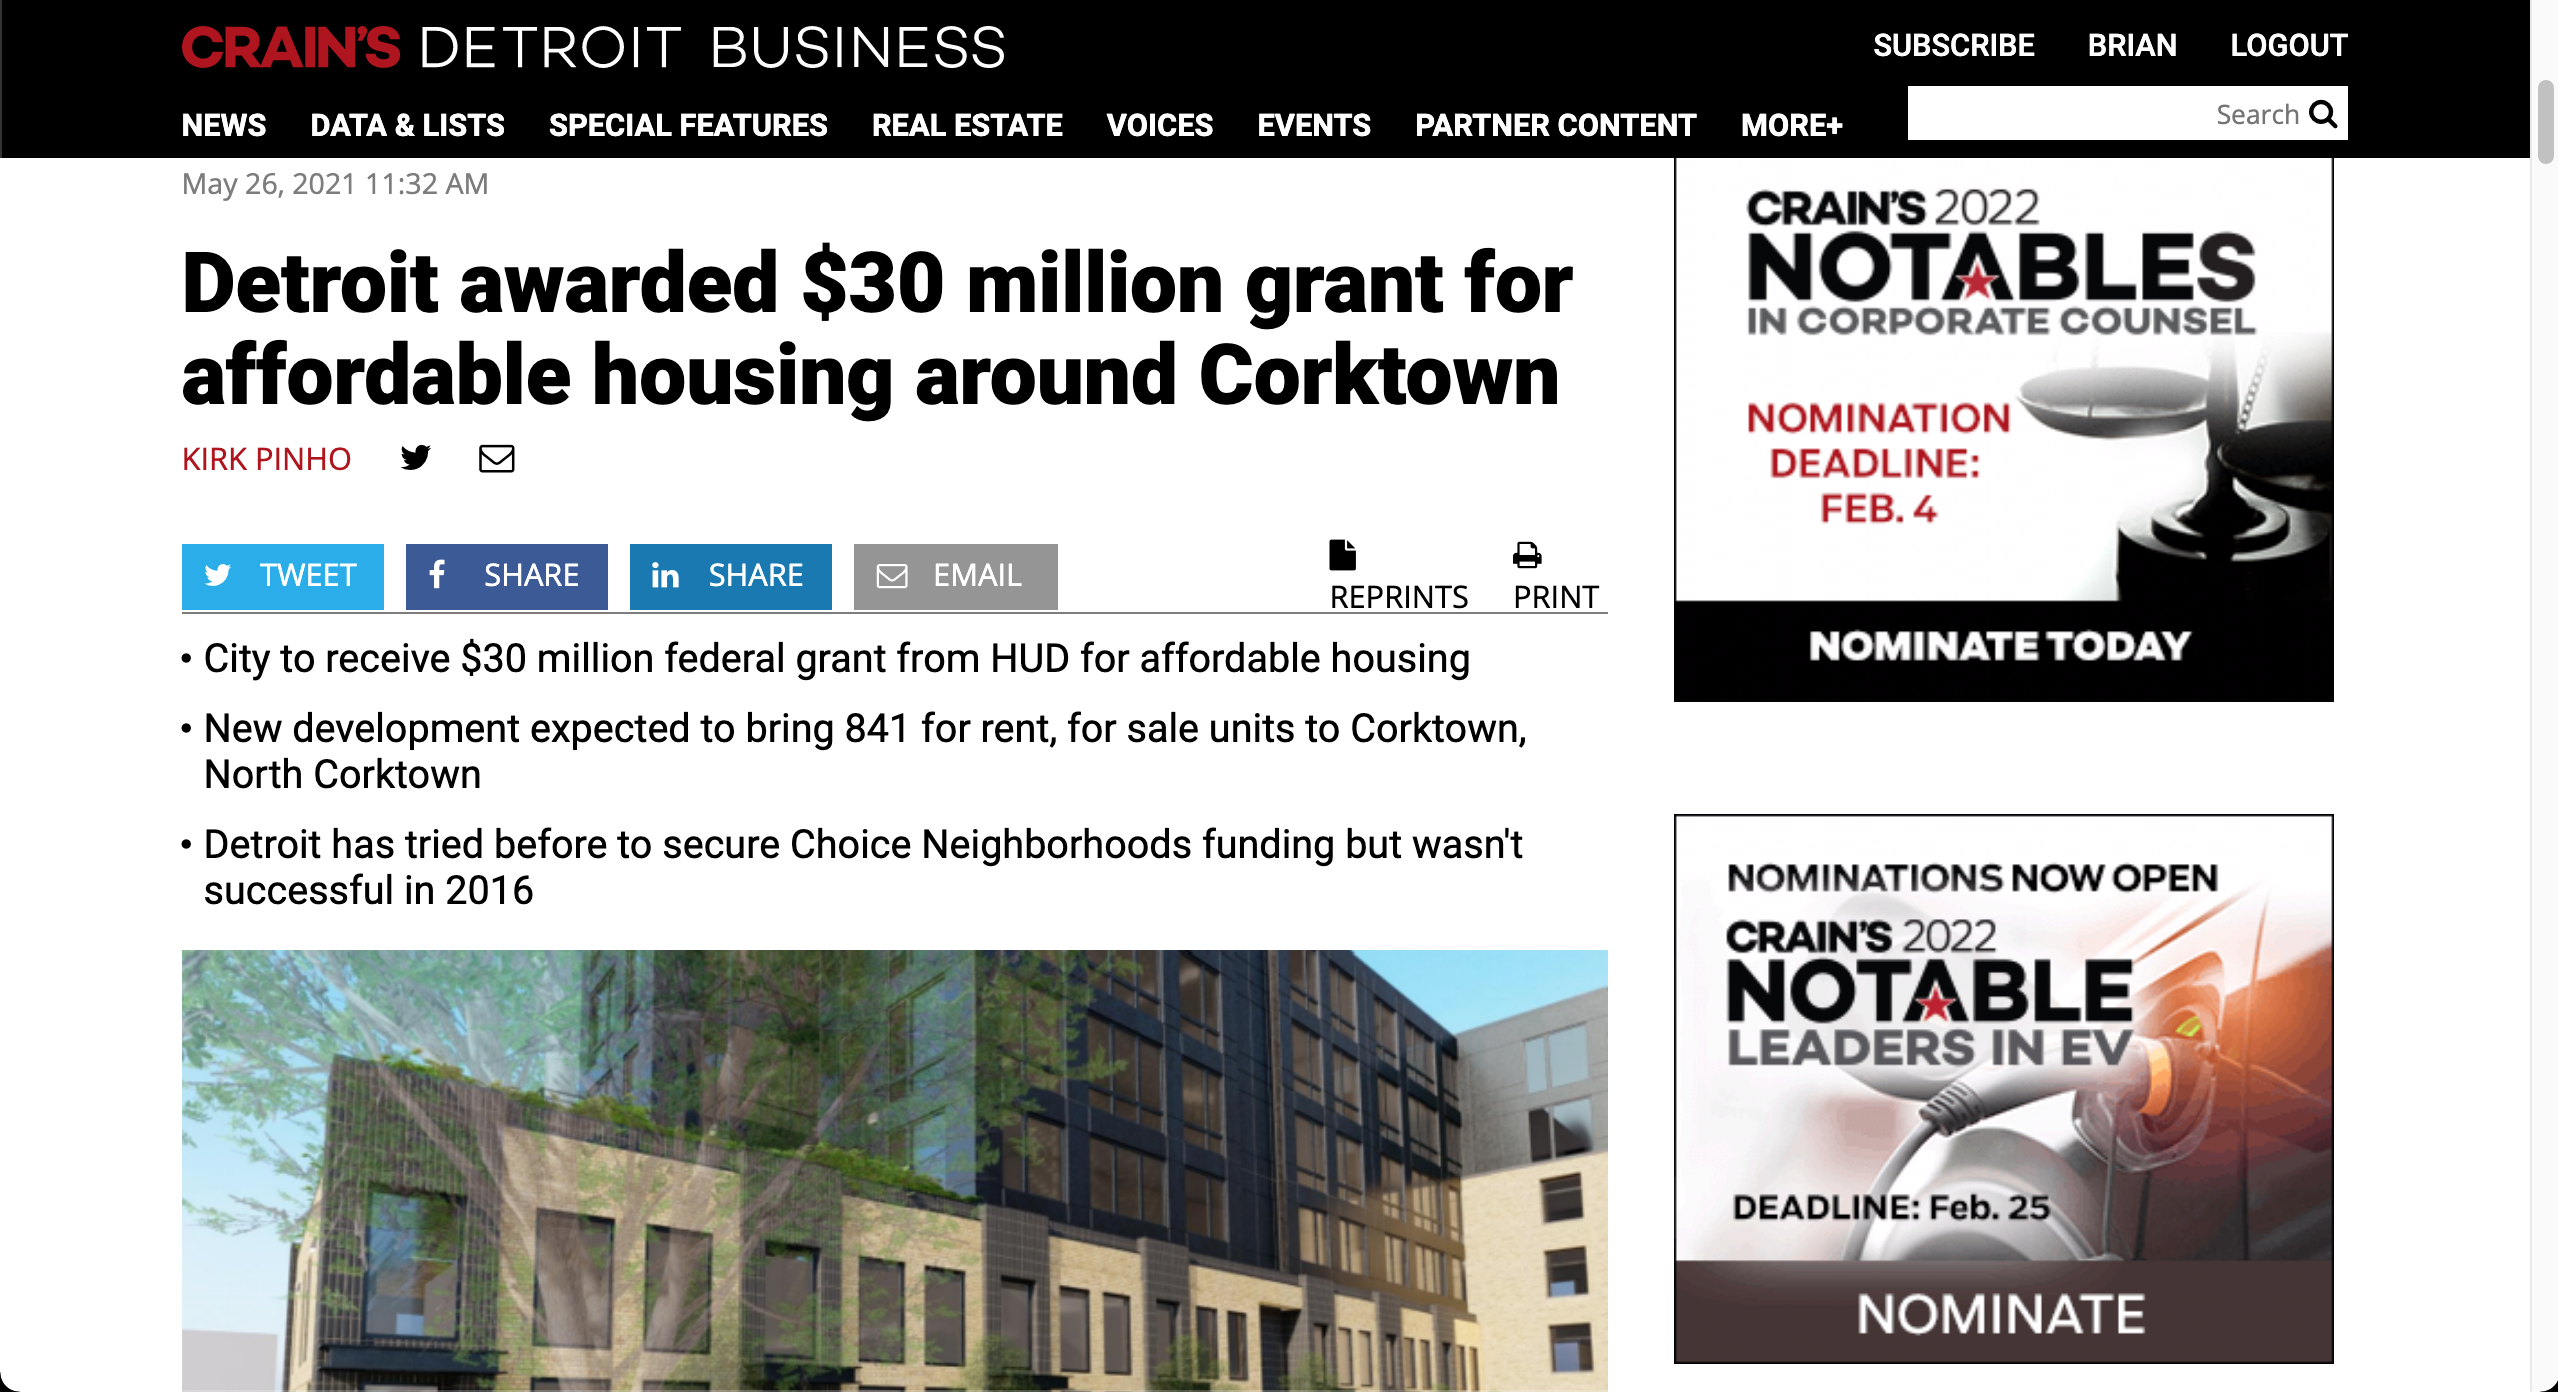 CRAIN'S DETROIT BUSINESS
SUBSCRIBE BRIAN LOGOUT
NEWS DATA & LISTS SPECIAL FEATURES REAL ESTATE VOICES EVENTS PARTNER CONTENT MORE+
Search
May 26, 2021 11:32 AM
Detroit awarded $30 million grant for
affordable housing around Corktown
KIRK PINHO
TWEET
SHARE
SHARE
EMAIL
REPRINTS
PRINT
• City to receive $30 million federal grant from HUD for affordable housing
• New development expected to bring 841 for rent, for sale units to Corktown,
North Corktown
• Detroit has tried before to secure Choice Neighborhoods funding but wasn't
successful in 2016
CRAIN'S 2022
NOTABLES
IN CORPORATE COUNSEL
NOMINATION
DEADLINE:
FEB. 4
NOMINATE TODAY
NOMINATIONS NOW OPEN
CRAIN'S 2022
NOTABLE
LEADERS IN EV
DEADLINE: Feb. 25
NOMINATE